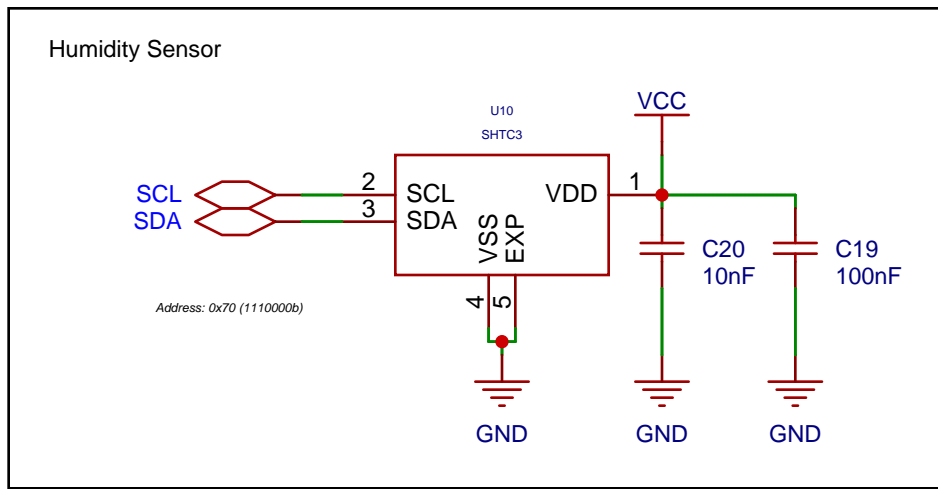 Humidity Sensor
U10
SHTC3
VCC
SCL
SDA
2
3
SCL
SDA
VDD
1
VSS
EXP
4
5
C20
10nF
C19
100nF
Address: 0x70 (1110000b)
GND
GND
GND